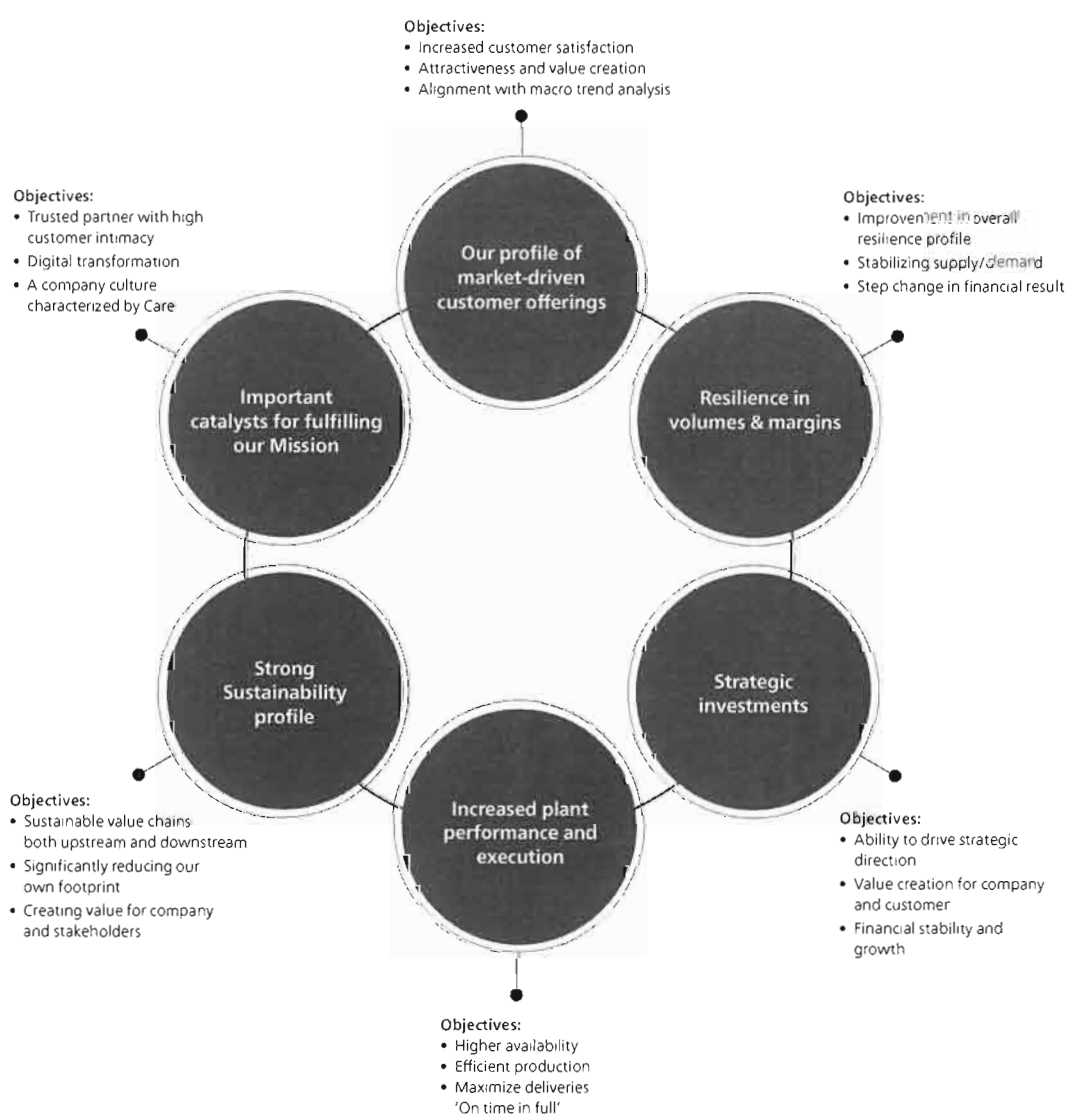 Objectives:
• Increased customer satisfaction
• Attractiveness and value creation
• Alignment with macro trend analysis
Our profile of
market-driven
customer offerings
Objectives:
• Improvement in overall
resilience profile
• Stabilizing supply/demand
• Step change in financial result
Resilience in
volumes & margins
Strategic
investments
Objectives:
• Ability to drive strategic
direction
• Value creation for company
and customer
• Financial stability and
growth
Increased plant
performance and
execution
Objectives:
• Higher availability
• Efficient production
• Maximize deliveries
'On time in full'
Strong
Sustainability
profile
Objectives:
• Sustainable value chains
both upstream and downstream
• Significantly reducing our
own footprint
• Creating value for company
and stakeholders
Important
catalysts for fulfilling
our Mission
Objectives:
• Trusted partner with high
customer intimacy
• Digital transformation
• A company culture
characterized by Care